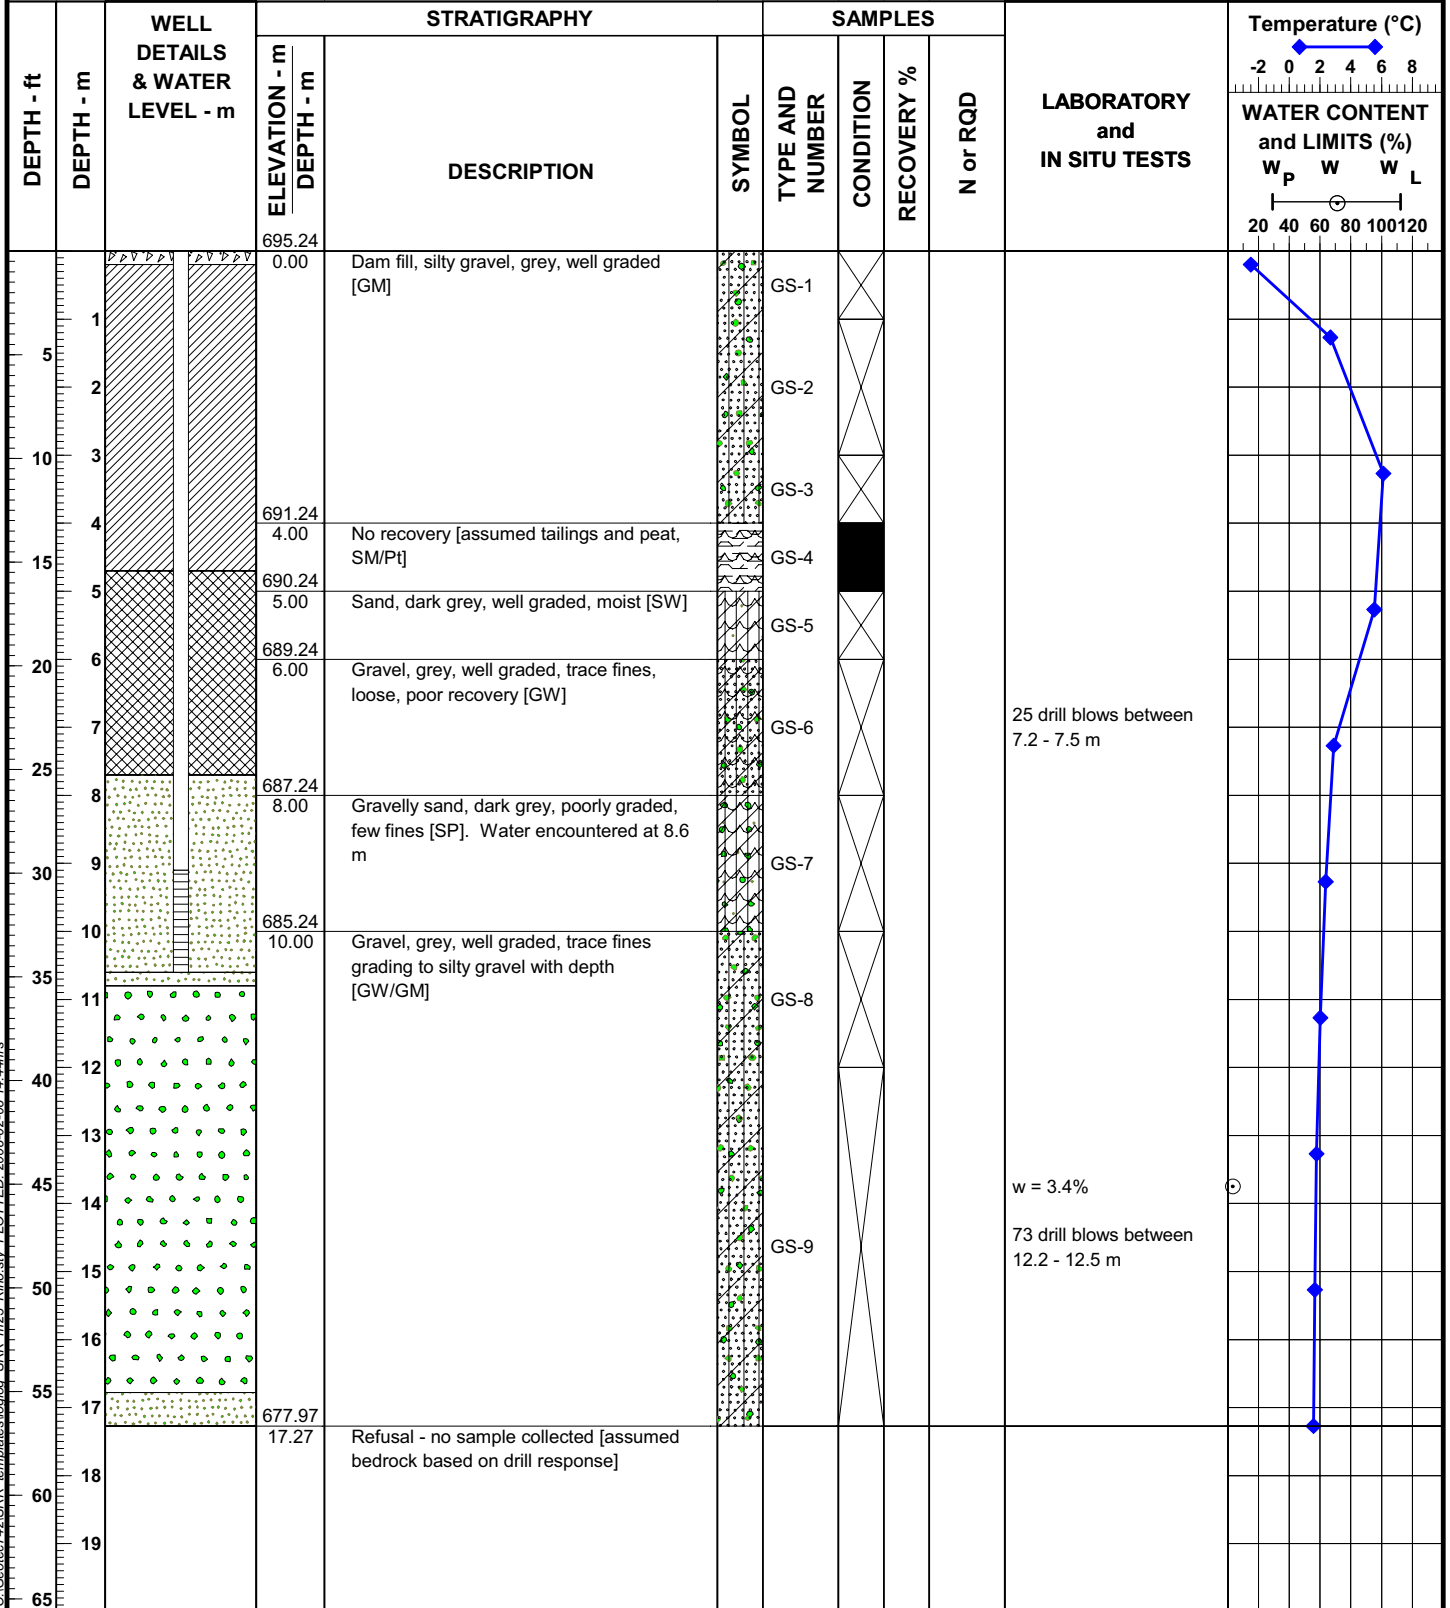 WELL
DETAILS
& WATER
LEVEL - m
STRATIGRAPHY
SAMPLES
DEPTH - ft
DEPTH - m
ELEVATION - m
DEPTH - m
DESCRIPTION
SYMBOL
TYPE AND
NUMBER
CONDITION
RECOVERY %
N or RQD
LABORATORY
and
IN SITU TESTS
Temperature (°C)
-2 0 2 4 6 8
WATER CONTENT
and LIMITS (%)
W P W W L
20 40 60 80 100 120
695.24
0.00 Dam fill, silty gravel, grey, well graded
[GM]
GS-1
1
5
2
GS-2
10
3
GS-3
691.24
4
4.00 No recovery [assumed tailings and peat,
SM/Pt]
GS-4
15
690.24
5
5.00 Sand, dark grey, well graded, moist [SW]
GS-5
689.24
6
20
6.00 Gravel, grey, well graded, trace fines,
loose, poor recovery [GW]
GS-6
7
25 drill blows between
7.2 - 7.5 m
25
687.24
8
8.00 Gravelly sand, dark grey, poorly graded,
few fines [SP]. Water encountered at 8.6
m
GS-7
9
30
685.24
10
10.00 Gravel, grey, well graded, trace fines
grading to silty gravel with depth
[GW/GM]
35
11
GS-8
12
40
13
45
w = 3.4%
14
73 drill blows between
12.2 - 12.5 m
GS-9
15
50
16
55
17
677.97
17.27 Refusal - no sample collected [assumed
bedrock based on drill response]
18
60
19
65